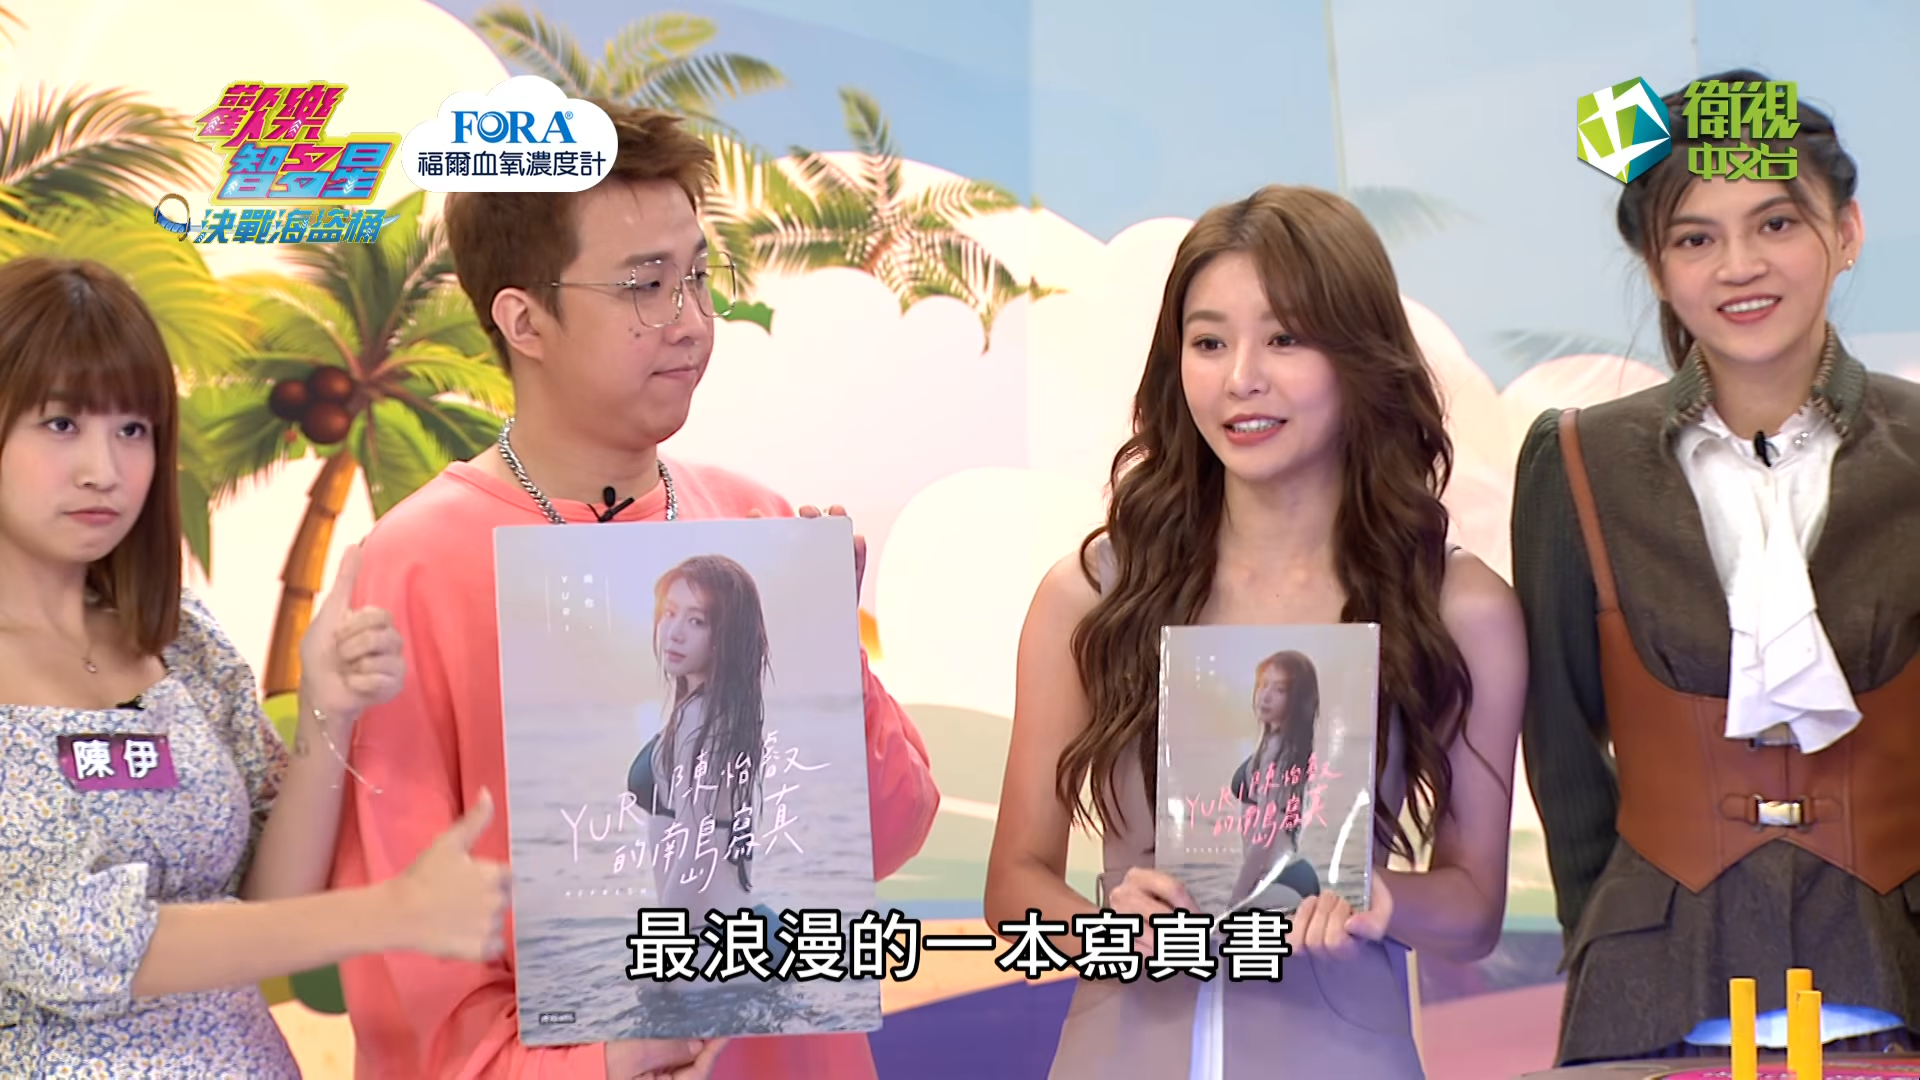 歡樂
智多星
決戰海盜桶
FORA®
福爾血氧濃度計
衛視
中文台
陳伊
YURI
YURI陳怡叡
的南島寫真
YURI陳怡叡
的南島寫真
最浪漫的一本寫真書